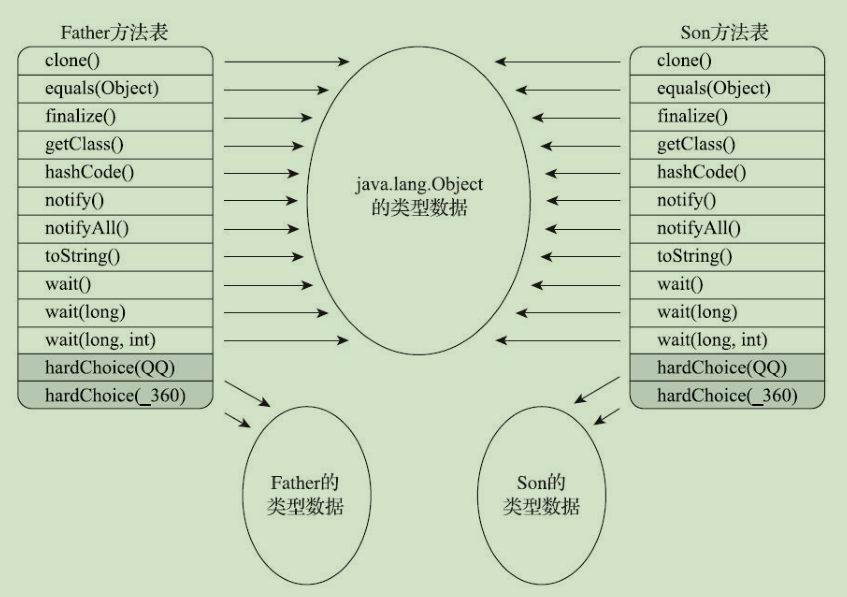 Father方法表
clone()
equals(Object)
finalize()
getClass()
hashCode()
notify()
notifyAll()
toString()
wait()
wait(long)
wait(long, int)
hardChoice(QQ)
hardChoice(_360)
java.lang.Object
的类型数据
Father的
类型数据
Son的
类型数据
Son方法表
clone()
equals(Object)
finalize()
getClass()
hashCode()
notify()
notifyAll()
toString()
wait()
wait(long)
wait(long, int)
hardChoice(QQ)
hardChoice(_360)